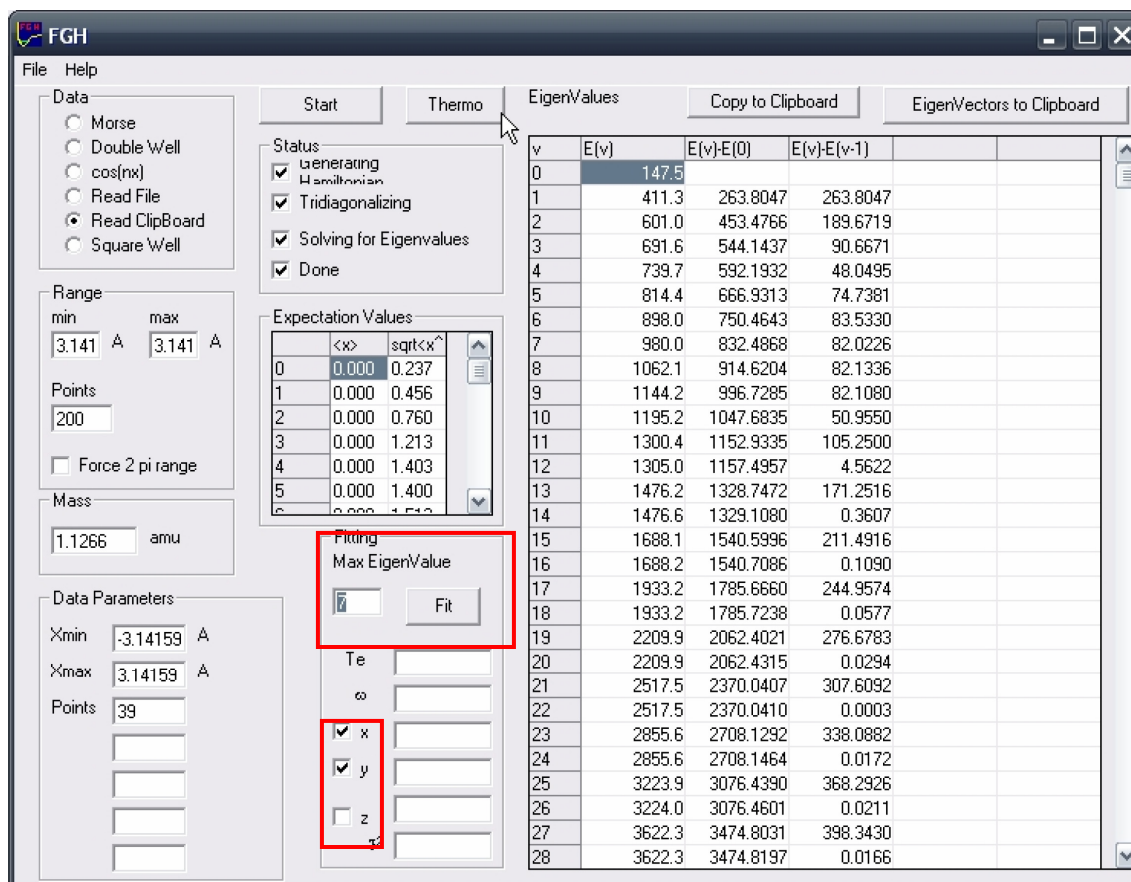 FGH
File Help
Data
Morse
Double Well
cos(nx)
Read File
Read ClipBoard
Square Well
Range
min max
3.141 A 3.141 A
Points
200
Force 2 pi range
Mass
1.1266 amu
Data Parameters
Xmin -3.14159 A
Xmax 3.14159 A
Points 39
Start Thermo
Status
Generating
Hamiltonian
Tridiagonalizing
Solving for Eigenvalues
Done
Expectation Values
<x> sqrt<x^
0 0.000 0.237
1 0.000 0.456
2 0.000 0.760
3 0.000 1.213
4 0.000 1.403
5 0.000 1.400
Fitting
Max EigenValue
7 Fit
Te
ω
x
y
z
EigenValues Copy to Clipboard EigenVectors to Clipboard
v E(v) E(v)-E(0) E(v)-E(v-1)
0 147.5
1 411.3 263.8047 263.8047
2 601.0 453.4766 189.6719
3 691.6 544.1437 90.6671
4 739.7 592.1932 48.0495
5 814.4 666.9313 74.7381
6 898.0 750.4643 83.5330
7 980.0 832.4868 82.0226
8 1062.1 914.6204 82.1336
9 1144.2 996.7285 82.1080
10 1195.2 1047.6835 50.9550
11 1300.4 1152.9335 105.2500
12 1305.0 1157.4957 4.5622
13 1476.2 1328.7472 171.2516
14 1476.6 1329.1080 0.3607
15 1688.1 1540.5996 211.4916
16 1688.2 1540.7086 0.1090
17 1933.2 1785.6660 244.9574
18 1933.2 1785.7238 0.0577
19 2209.9 2062.4021 276.6783
20 2209.9 2062.4315 0.0294
21 2517.5 2370.0407 307.6092
22 2517.5 2370.0410 0.0003
23 2855.6 2708.1292 338.0882
24 2855.6 2708.1464 0.0172
25 3223.9 3076.4390 368.2926
26 3224.0 3076.4601 0.0211
27 3622.3 3474.8031 398.3430
28 3622.3 3474.8197 0.0166